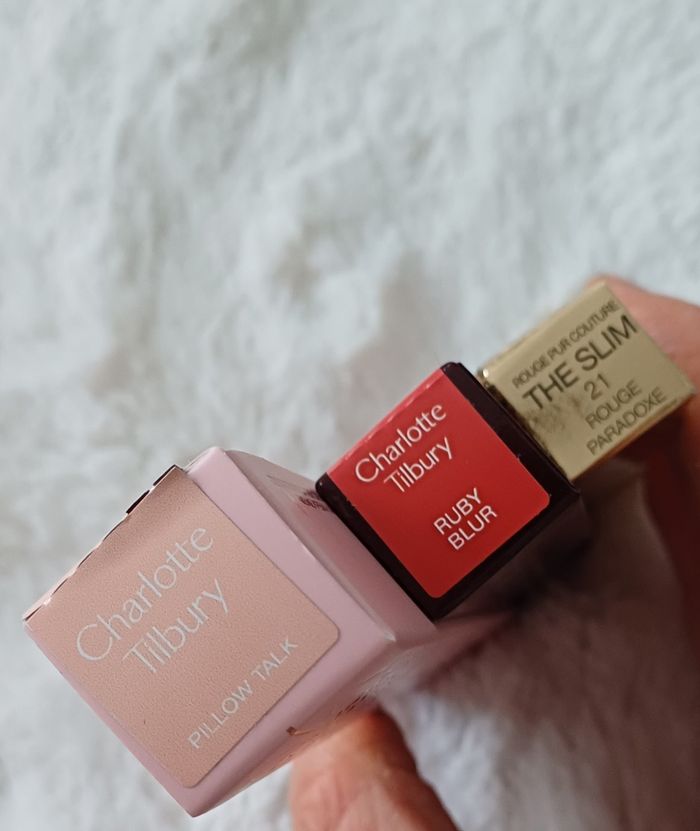 Charlotte
Tilbury
PILLOW TALK
Charlotte
Tilbury
RUBY
BLUR
ROUGE PUR COUTURE
THE SLIM
21
ROUGE
PARADOXE